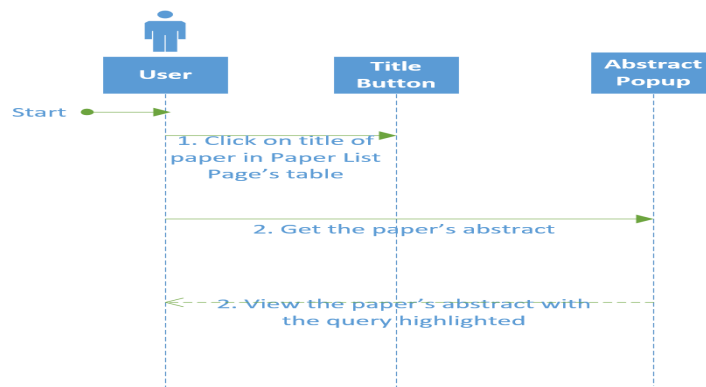 User
Title
Button
Abstract
Popup
Start
1. Click on title of
paper in Paper List
Page's table
2. Get the paper's abstract
2. View the paper's abstract with
the query highlighted